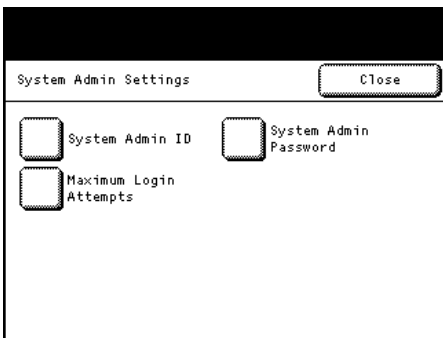 System Admin Settings
Close
System Admin ID
System Admin
Password
Maximum Login
Attempts